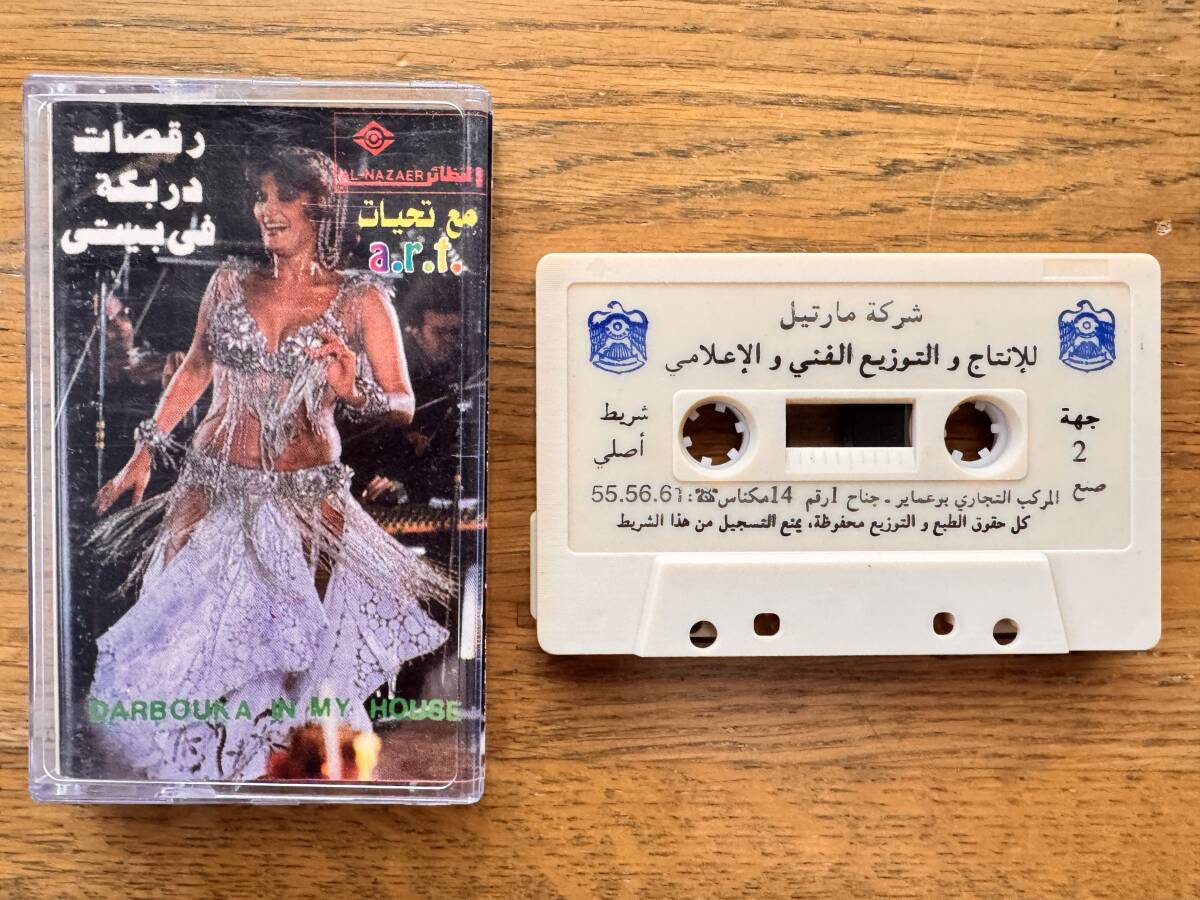 رقصات
دربكة
في بيتي
AL-NAZAER النظائر
مع تحيات
a.r.t.
DARBOUKA IN MY HOUSE
شركة مارتيل
للإنتاج و التوزيع الفني و الإعلامي
شريط
أصلي
جهة
2
صنع
المركب التجاري بوعماير - جناح 1 رقم 14 مكناس ☎: 55.56.61
كل حقوق الطبع و التوزيع محفوظة، يمنع التسجيل من هذا الشريط